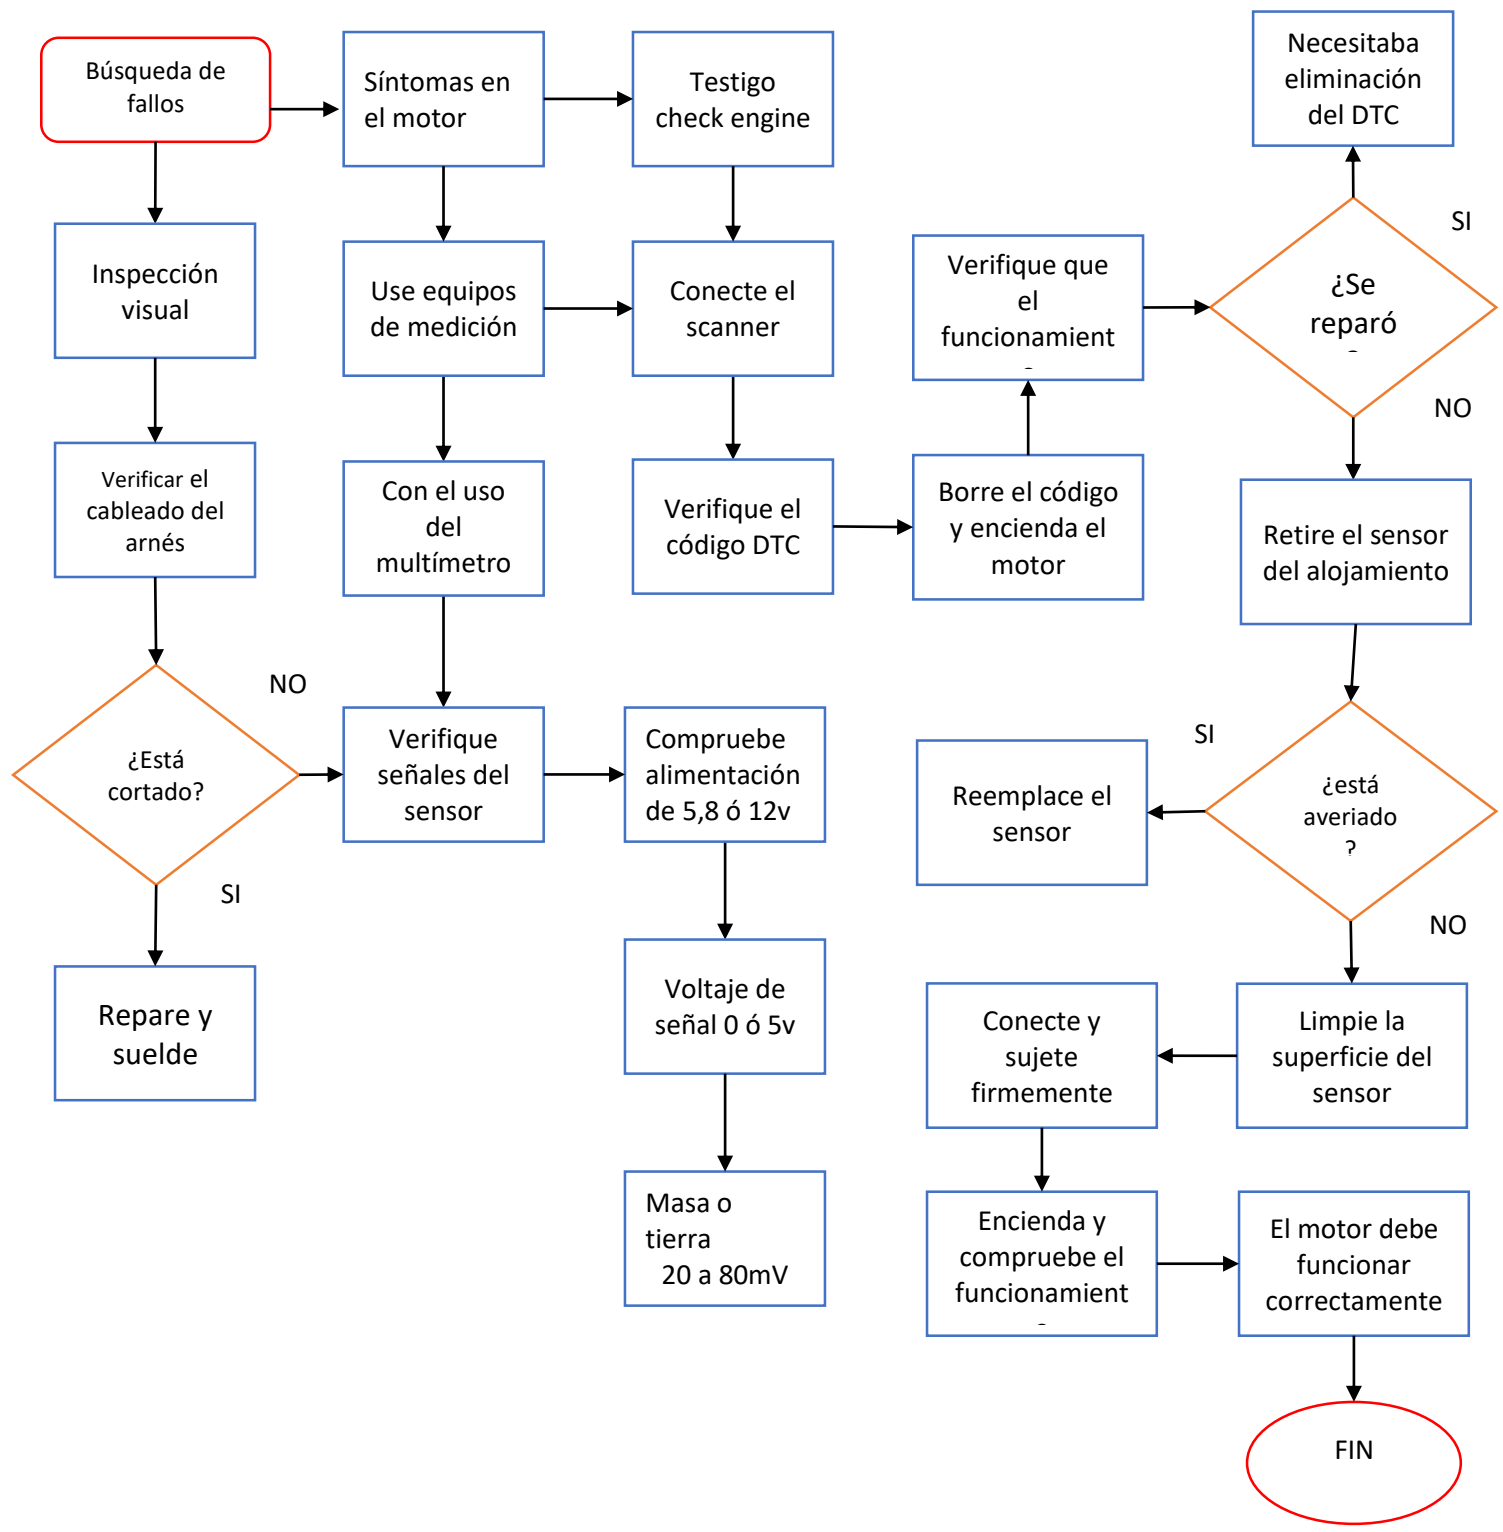 Búsqueda de
fallos
Síntomas en
el motor
Testigo
check engine
Necesitaba
eliminación
del DTC
SI
Inspección
visual
Use equipos
de medición
Conecte el
scanner
Verifique que
el
funcionamient
¿Se
reparó
NO
Verificar el
cableado del
arnés
Con el uso
del
multímetro
Verifique el
código DTC
Borre el código
y encienda el
motor
Retire el sensor
del alojamiento
NO
¿Está
cortado?
SI
Verifique
señales del
sensor
Compruebe
alimentación
de 5,8 ó 12v
SI
Reemplace el
sensor
¿está
averiado
?
NO
Repare y
suelde
Voltaje de
señal 0 ó 5v
Conecte y
sujete
firmemente
Limpie la
superficie del
sensor
Masa o
tierra
20 a 80mV
Encienda y
compruebe el
funcionamient
El motor debe
funcionar
correctamente
FIN